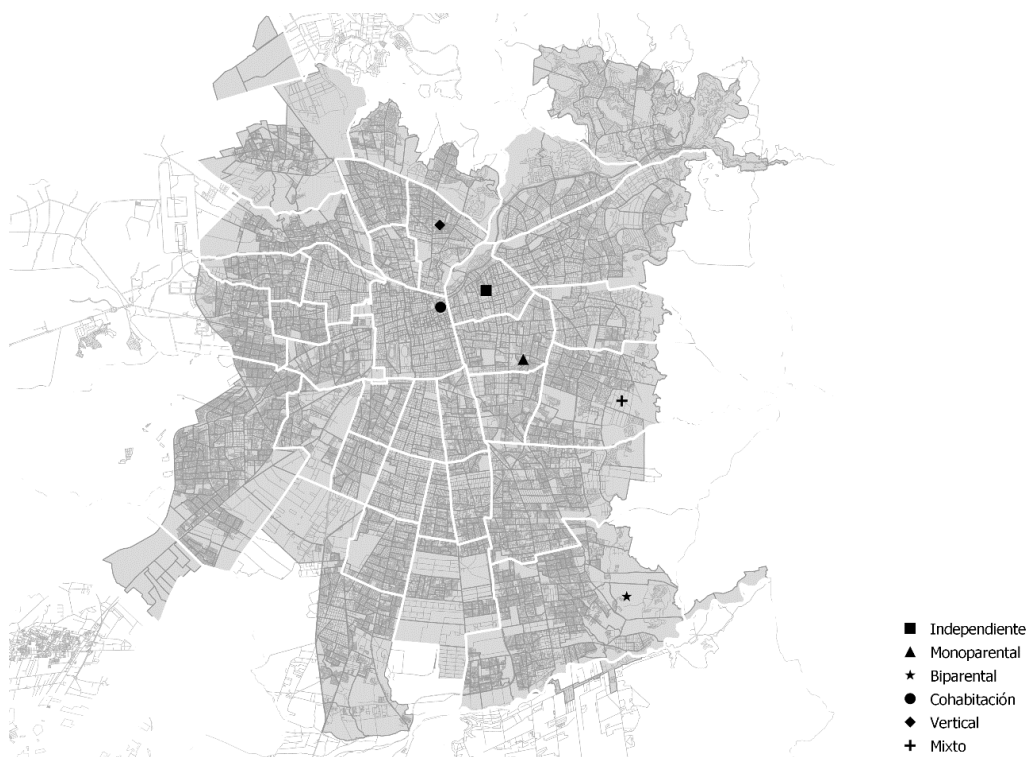 Independiente
Monoparental
Biparental
Cohabitación
Vertical
Mixto